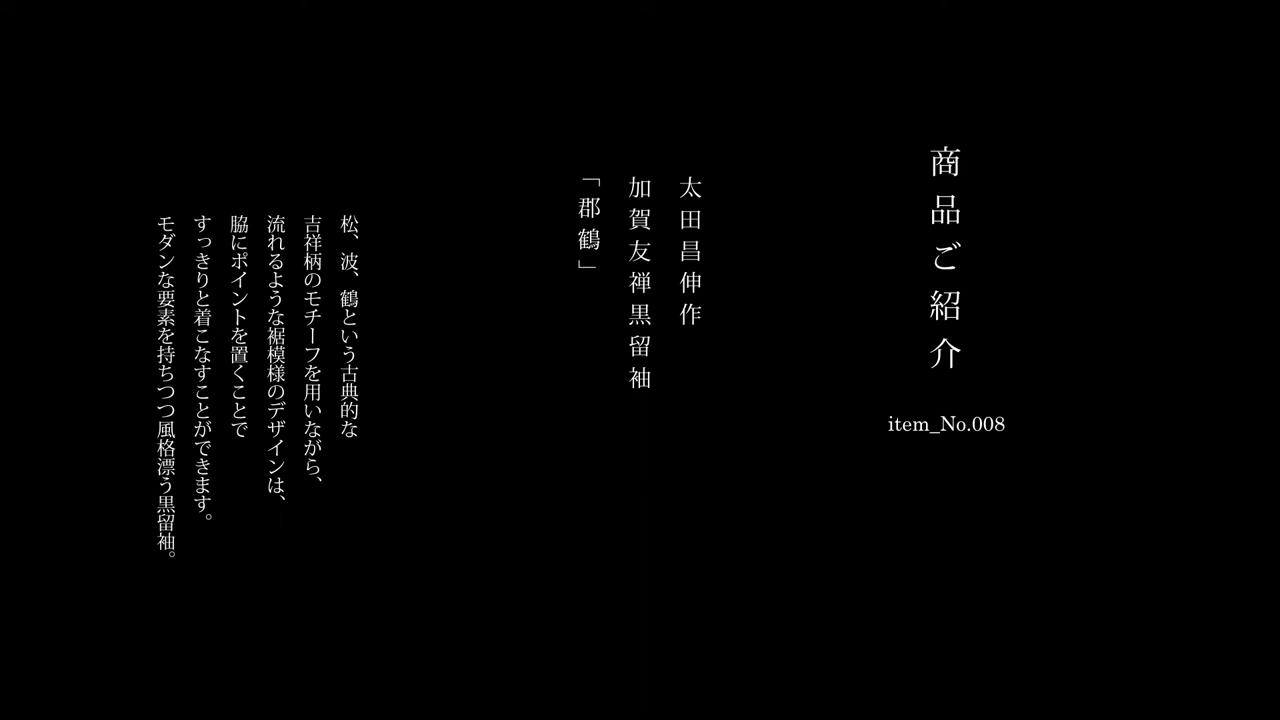 商品ご紹介
item_No.008
太田昌伸作
加賀友禅黒留袖
「郡鶴」
松、波、鶴という古典的な
吉祥柄のモチーフを用いながら、
流れるような裾模様のデザインは、
脇にポイントを置くことで
すっきりと着こなすことができます。
モダンな要素を持ちつつ風格漂う黒留袖。